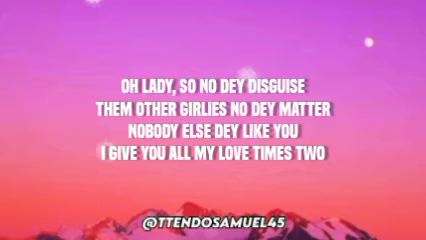 OH LADY, SO NO DEY DISGUISE
THEM OTHER GIRLIES NO DEY MATTER
NOBODY ELSE DEY LIKE YOU
I GIVE YOU ALL MY LOVE TIMES TWO
@TTENDOSAMUEL45